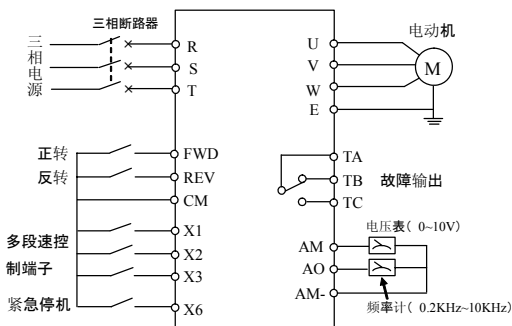 三相断路器
三相电源
R
S
T
U
V
W
E
电动机
M
正转
FWD
反转
REV
CM
TA
TB
TC
故障输出
多段速控
制端子
X1
X2
X3
紧急停机
X6
电压表( 0~10V)
AM
AO
AM-
频率计( 0.2KHz~10KHz)